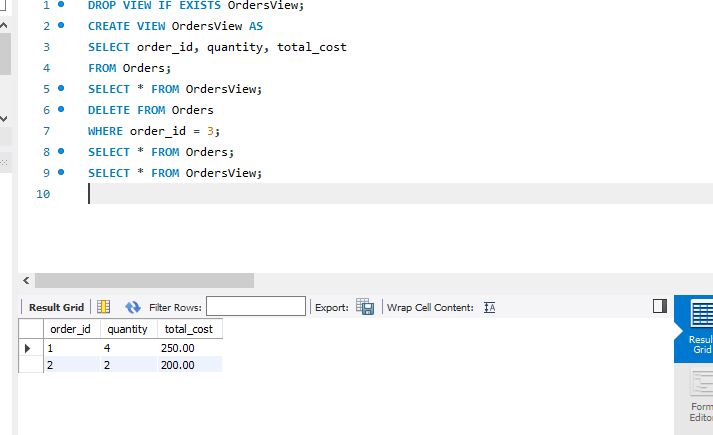 1 DROP VIEW IF EXISTS OrdersView;
2 CREATE VIEW OrdersView AS
3 SELECT order_id, quantity, total_cost
4 FROM Orders;
5 SELECT * FROM OrdersView;
6 DELETE FROM Orders
7 WHERE order_id = 3;
8 SELECT * FROM Orders;
9 SELECT * FROM OrdersView;
10
Result Grid Filter Rows: Export: Wrap Cell Content:
order_id quantity total_cost
1 4 250.00
2 2 200.00
Resul
Grid
Form
Edito